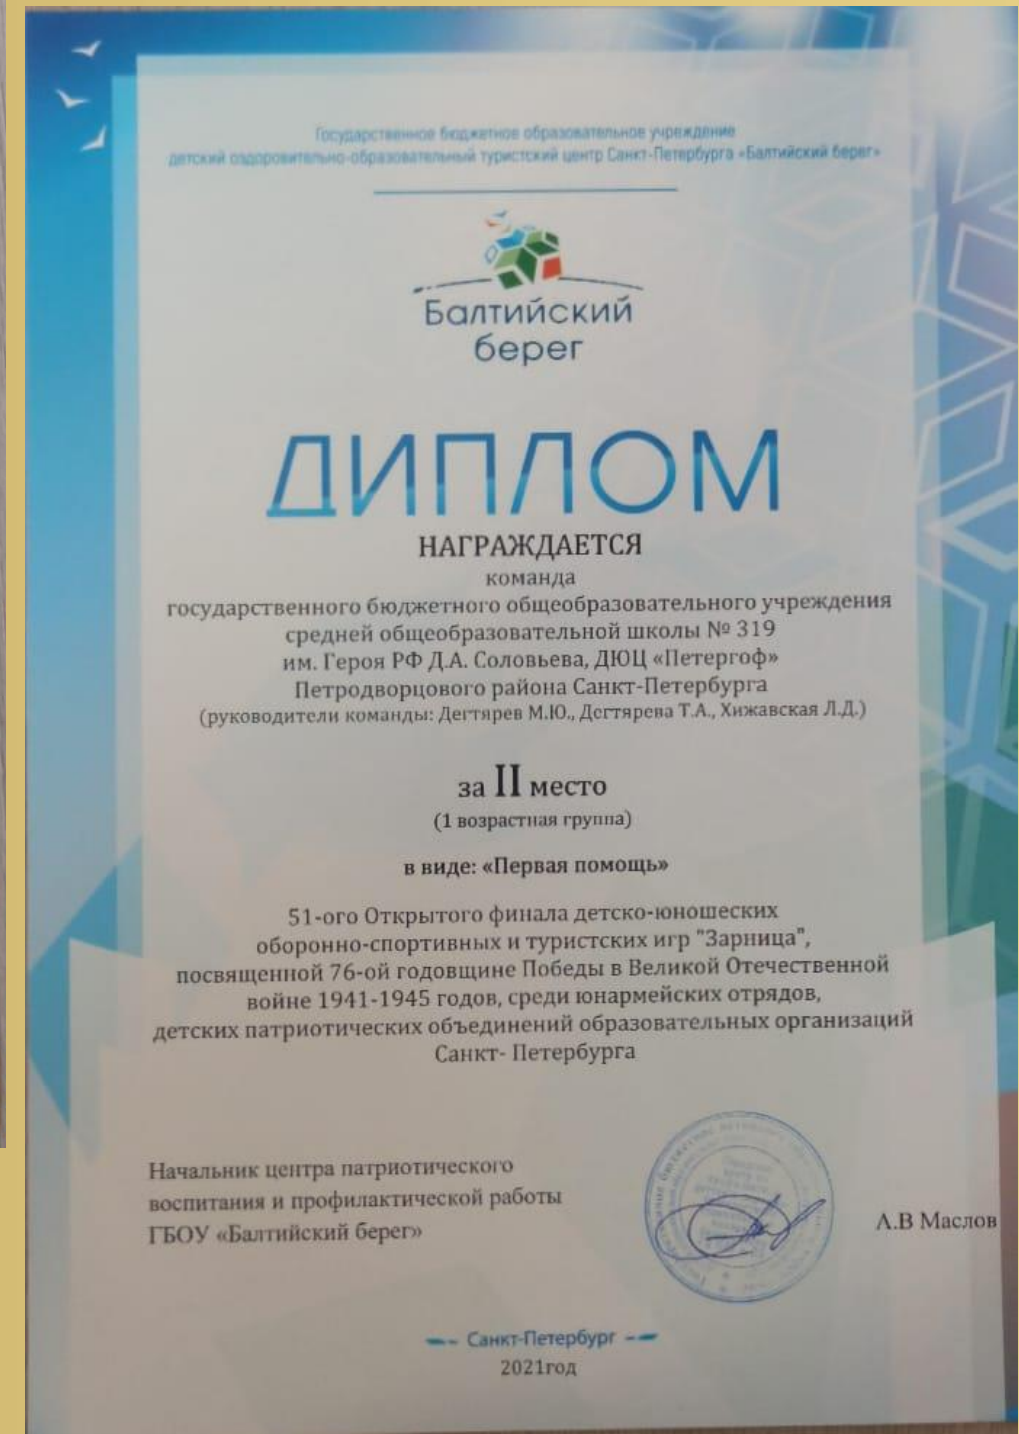 Государственное бюджетное образовательное учреждение
детский оздоровительно-образовательный туристский центр Санкт-Петербурга «Балтийский берег»
Балтийский
берег
ДИПЛОМ
НАГРАЖДАЕТСЯ
команда
государственного бюджетного общеобразовательного учреждения
средней общеобразовательной школы № 319
им. Героя РФ Д.А. Соловьева, ДЮЦ «Петергоф»
Петродворцового района Санкт-Петербурга
(руководители команды: Дегтярев М.Ю., Дегтярева Т.А., Хижавская Л.Д.)
за II место
(1 возрастная группа)
в виде: «Первая помощь»
51-ого Открытого финала детско-юношеских
оборонно-спортивных и туристских игр "Зарница",
посвященной 76-ой годовщине Победы в Великой Отечественной
войне 1941-1945 годов, среди юнармейских отрядов,
детских патриотических объединений образовательных организаций
Санкт- Петербурга
Начальник центра патриотического
воспитания и профилактической работы
ГБОУ «Балтийский берег»
А.В Маслов
Санкт-Петербург
2021год